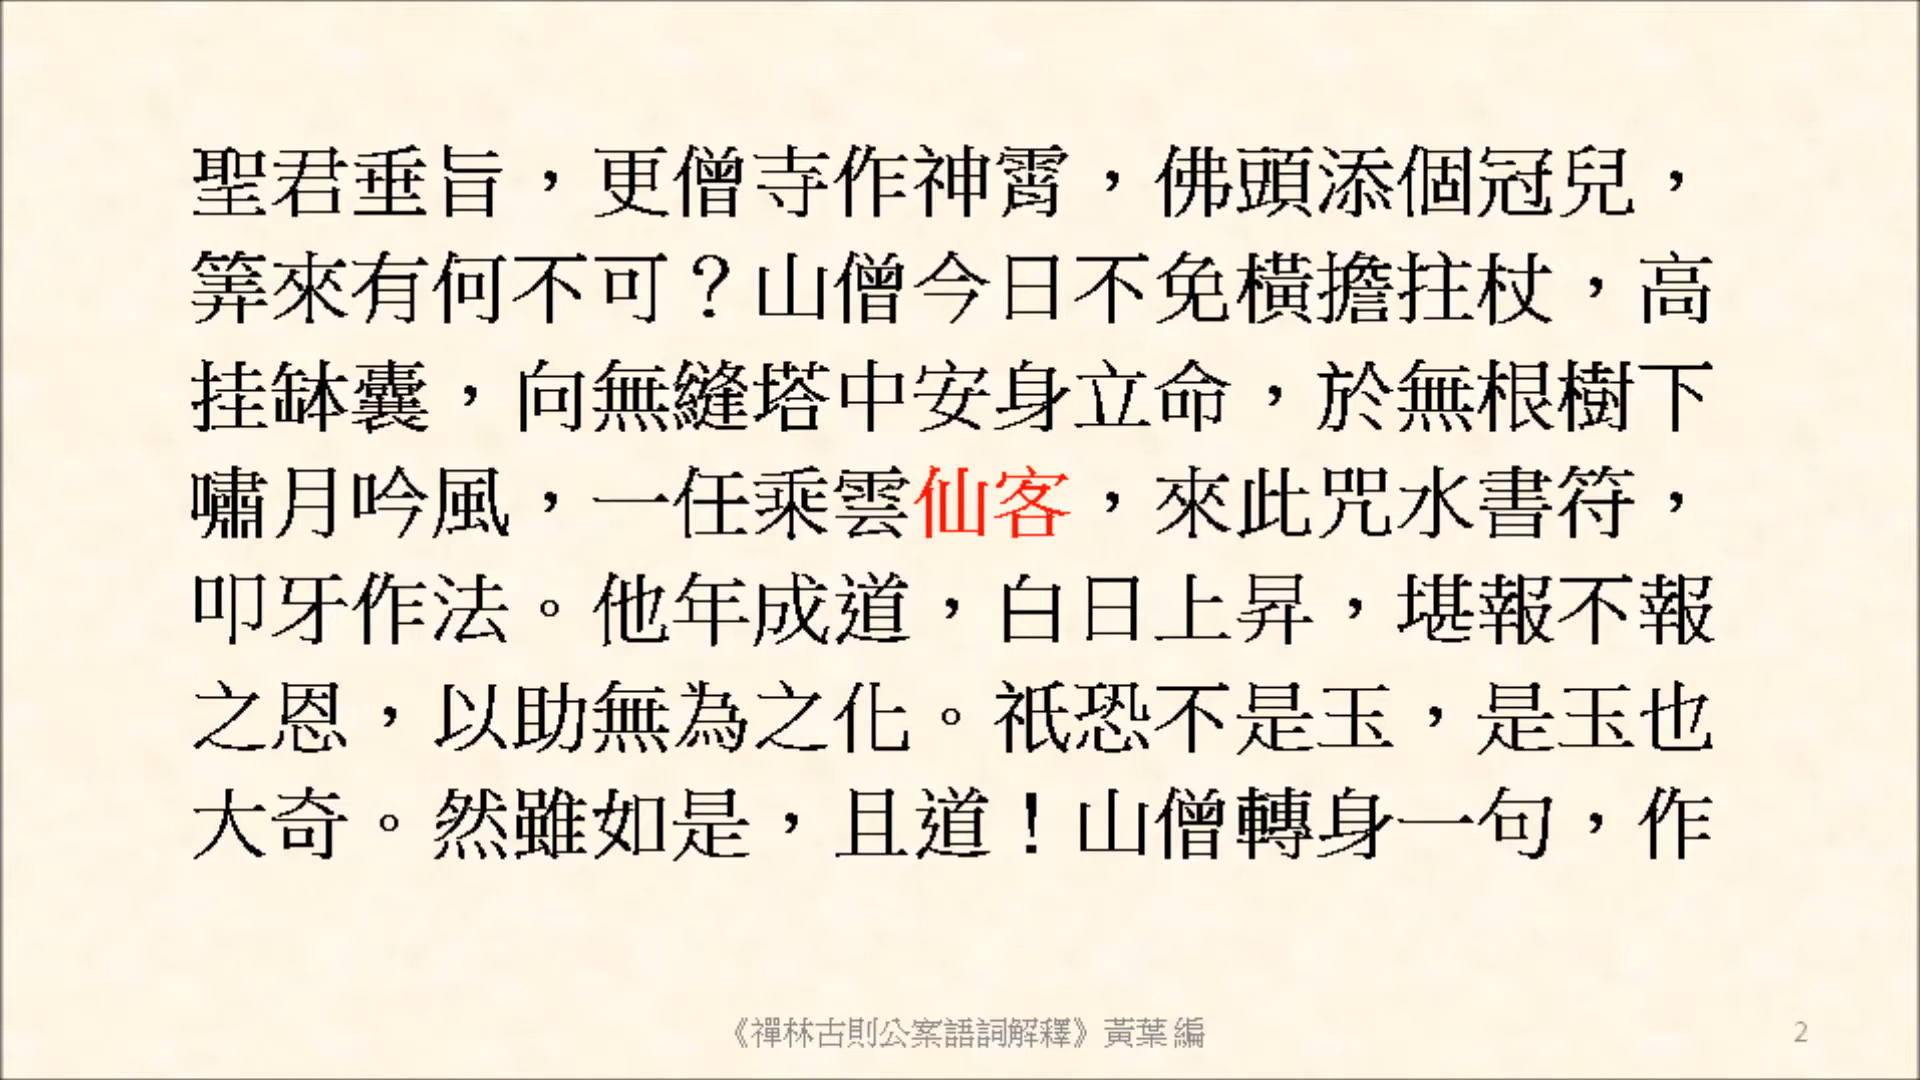 聖君垂旨，更僧寺作神霄，佛頭添個冠兒，
筭來有何不可？山僧今日不免橫擔拄杖，高
挂缽囊，向無縫塔中安身立命，於無根樹下
嘯月吟風，一任乘雲仙客，來此咒水書符，
叩牙作法。他年成道，白日上昇，堪報不報
之恩，以助無為之化。祇恐不是玉，是玉也
大奇。然雖如是，且道！山僧轉身一句，作
《禪林古則公案語詞解釋》黃葉 編
2